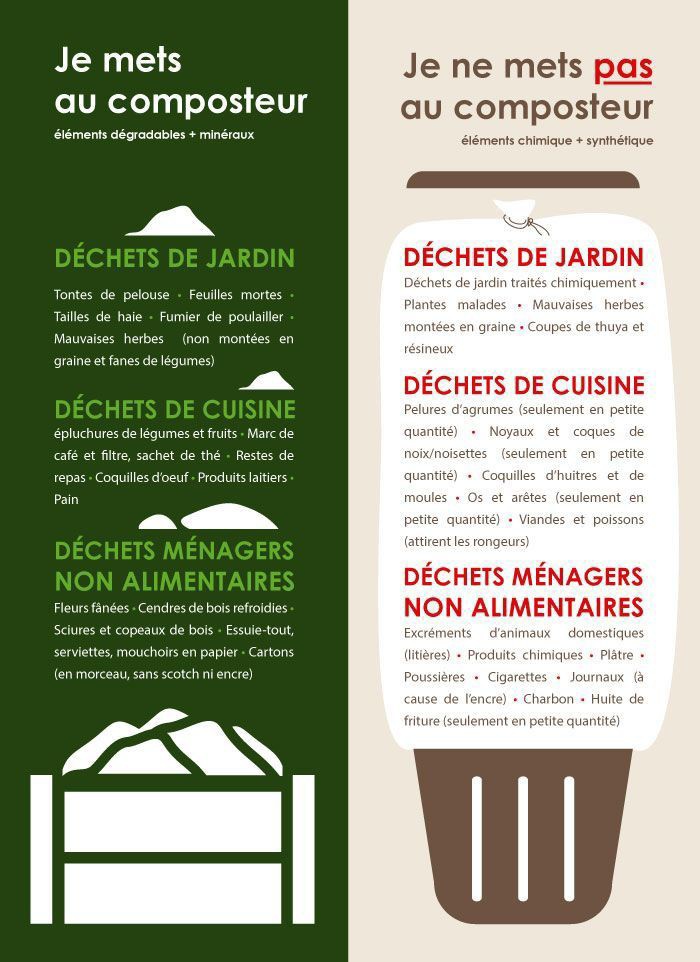 Je mets
au composteur
éléments dégradables + minéraux
DÉCHETS DE JARDIN
Tontes de pelouse • Feuilles mortes •
Tailles de haie • Fumier de poulailler •
Mauvaises herbes (non montées en
graine et fanes de légumes)
DÉCHETS DE CUISINE
épluchures de légumes et fruits • Marc de
café et filtre, sachet de thé • Restes de
repas • Coquilles d’oeuf • Produits laitiers •
Pain
DÉCHETS MÉNAGERS
NON ALIMENTAIRES
Fleurs fânées • Cendres de bois refroidies •
Sciures et copeaux de bois • Essuie-tout,
serviettes, mouchoirs en papier • Cartons
(en morceau, sans scotch ni encre)
Je ne mets pas
au composteur
éléments chimique + synthétique
DÉCHETS DE JARDIN
Déchets de jardin traités chimiquement •
Plantes malades • Mauvaises herbes
montées en graine • Coupes de thuya et
résineux
DÉCHETS DE CUISINE
Pelures d’agrumes (seulement en petite
quantité) • Noyaux et coques de
noix/noisettes (seulement en petite
quantité) • Coquilles d’huitres et de
moules • Os et arêtes (seulement en
petite quantité) • Viandes et poissons
(attirent les rongeurs)
DÉCHETS MÉNAGERS
NON ALIMENTAIRES
Excréments d’animaux domestiques
(litières) • Produits chimiques • Plâtre •
Poussières • Cigarettes • Journaux (à
cause de l’encre) • Charbon • Huite de
friture (seulement en petite quantité)